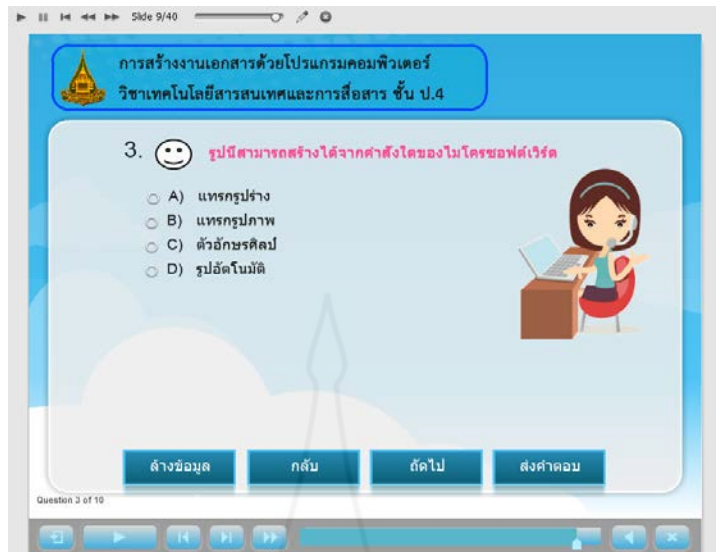 Slide 9/40
การสร้างงานเอกสารด้วยโปรแกรมคอมพิวเตอร์
วิชาเทคโนโลยีสารสนเทศและการสื่อสาร ชั้น ป.4
3. รูปนี้สามารถสร้างได้จากคำสั่งใดของไมโครซอฟต์เวิร์ด
A) แทรกรูปร่าง
B) แทรกรูปภาพ
C) ตัวอักษรศิลป์
D) รูปอัตโนมัติ
ล้างข้อมูล กลับ ถัดไป ส่งคำตอบ
Question 3 of 10